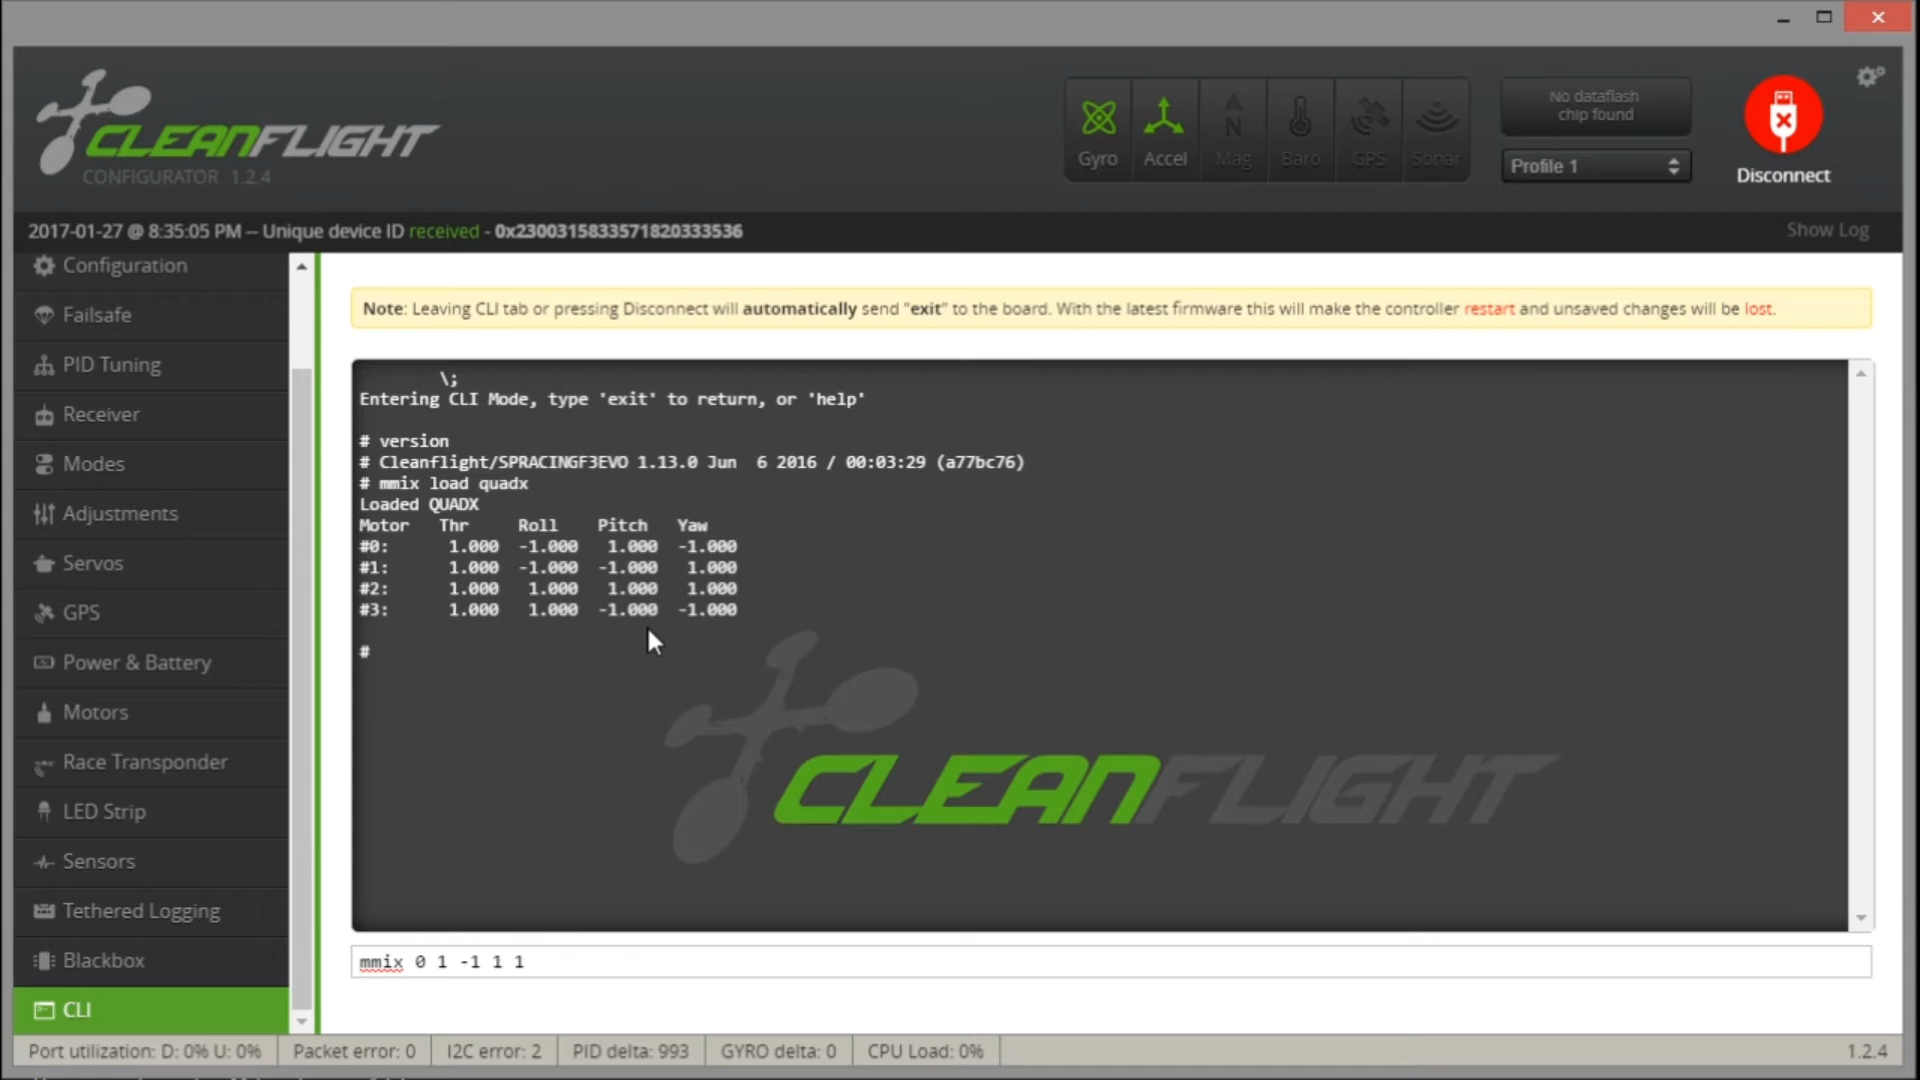 CLEANFLIGHT
CONFIGURATOR 1.2.4
Gyro
Accel
Mag
Baro
GPS
Sonar
No dataflash
chip found
Profile 1
Disconnect
2017-01-27 @ 8:35:05 PM -- Unique device ID received - 0x2300315833571820333536
Show Log
Configuration
Failsafe
PID Tuning
Receiver
Modes
Adjustments
Servos
GPS
Power & Battery
Motors
Race Transponder
LED Strip
Sensors
Tethered Logging
Blackbox
CLI
Note: Leaving CLI tab or pressing Disconnect will automatically send "exit" to the board. With the latest firmware this will make the controller restart and unsaved changes will be lost.
\;
Entering CLI Mode, type 'exit' to return, or 'help'
# version
# Cleanflight/SPRACINGF3EVO 1.13.0 Jun  6 2016 / 00:03:29 (a77bc76)
# mmix load quadx
Loaded QUADX
Motor Thr Roll Pitch Yaw
#0: 1.000 -1.000 1.000 -1.000
#1: 1.000 -1.000 -1.000 1.000
#2: 1.000 1.000 1.000 1.000
#3: 1.000 1.000 -1.000 -1.000
#
CLEANFLIGHT
mmix 0 1 -1 1 1
Port utilization: D: 0% U: 0%
Packet error: 0
I2C error: 2
PID delta: 993
GYRO delta: 0
CPU Load: 0%
1.2.4